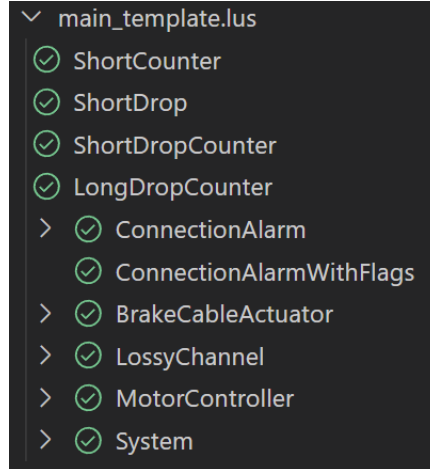 main_template.lus
ShortCounter
ShortDrop
ShortDropCounter
LongDropCounter
ConnectionAlarm
ConnectionAlarmWithFlags
BrakeCableActuator
LossyChannel
MotorController
System